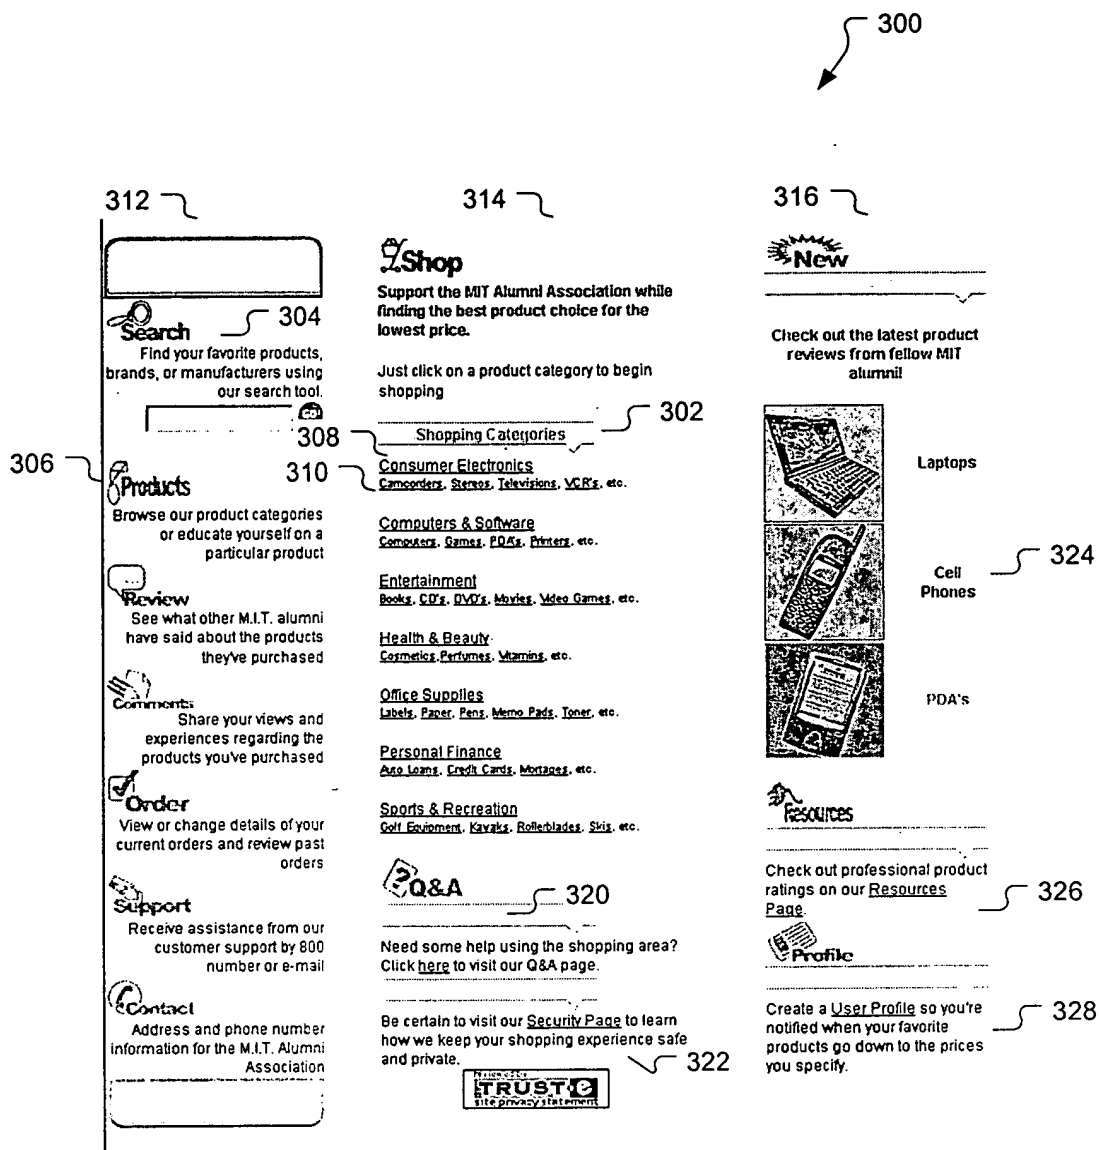 300
312
314
316
Search
304
Find your favorite products,
brands, or manufacturers using
our search tool.
306
Products
Browse our product categories
or educate yourself on a
particular product
Review
See what other M.I.T. alumni
have said about the products
they've purchased
Comments
Share your views and
experiences regarding the
products you've purchased
Order
View or change details of your
current orders and review past
orders
Support
Receive assistance from our
customer support by 800
number or e-mail
Contact
Address and phone number
information for the M.I.T. Alumni
Association
Shop
Support the MIT Alumni Association while
finding the best product choice for the
lowest price.
Just click on a product category to begin
shopping
302
Shopping Categories
308
Consumer Electronics
310
Camcorders, Stereos, Televisions, VCR's, etc.
Computers & Software
Computers, Games, PDA's, Printers, etc.
Entertainment
Books, CD's, DVD's, Movies, Video Games, etc.
Health & Beauty
Cosmetics,Perfumes, Vitamins, etc.
Office Supplies
Labels, Paper, Pens, Memo Pads, Toner, etc.
Personal Finance
Auto Loans, Credit Cards, Mortages, etc.
Sports & Recreation
Golf Equipment, Kayaks, Rollerblades, Skis, etc.
Q&A
320
Need some help using the shopping area?
Click here to visit our Q&A page.
Be certain to visit our Security Page to learn
how we keep your shopping experience safe
and private.
322
reviewed by
TRUST e
site privacy statement
New
Check out the latest product
reviews from fellow MIT
alumni!
Laptops
Cell
Phones
324
PDA's
Resources
Check out professional product
ratings on our Resources
Page.
326
Profile
Create a User Profile so you're
notified when your favorite
products go down to the prices
you specify.
328